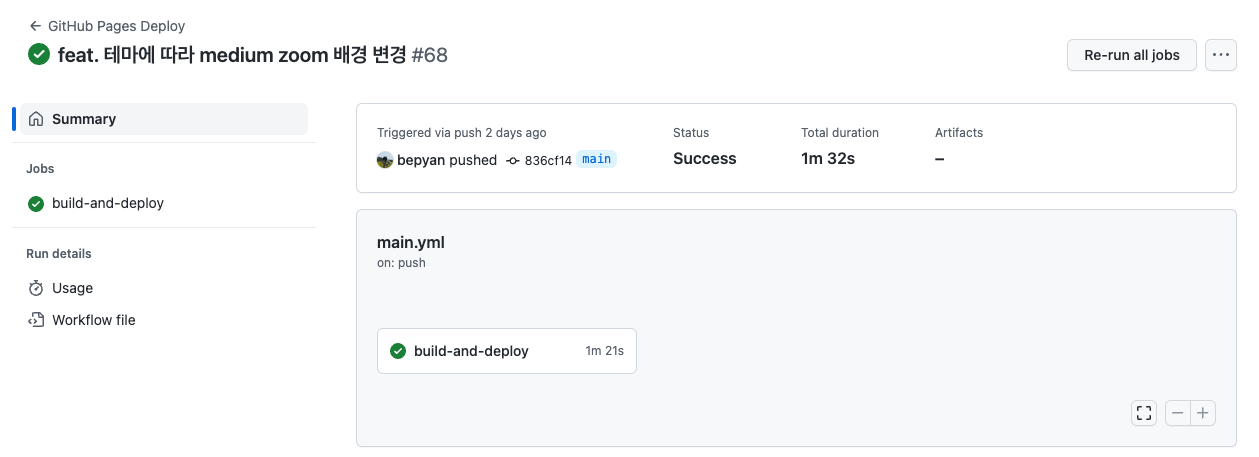 ← GitHub Pages Deploy
feat. 테마에 따라 medium zoom 배경 변경 #68
Re-run all jobs
...
Summary
Jobs
build-and-deploy
Run details
Usage
Workflow file
Triggered via push 2 days ago
bepyan pushed 836cf14 main
Status
Success
Total duration
1m 32s
Artifacts
–
main.yml
on: push
build-and-deploy 1m 21s